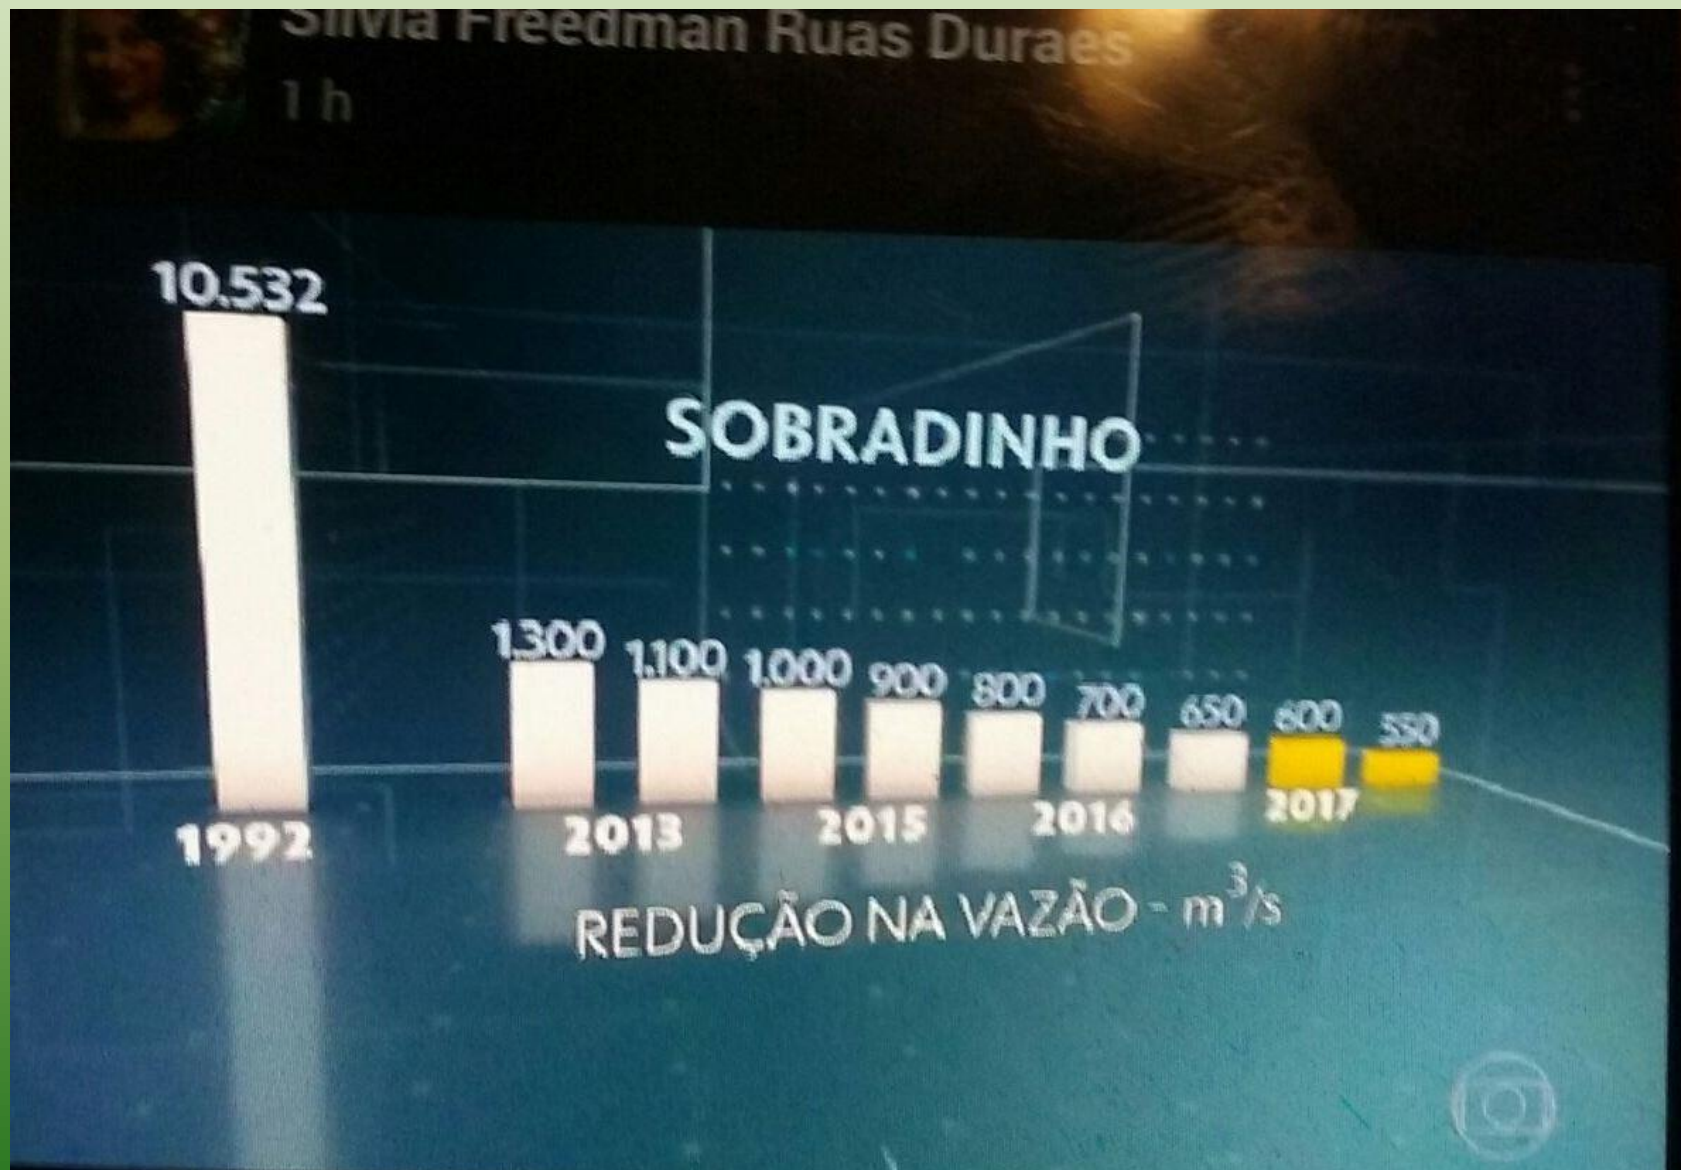 Silvia Freedman Ruas Duraes
1 h
10.532
SOBRADINHO
1.300 1.100 1.000 900 800 700 650 600 550
1992 2013 2015 2016 2017
REDUÇÃO NA VAZÃO - m³/s